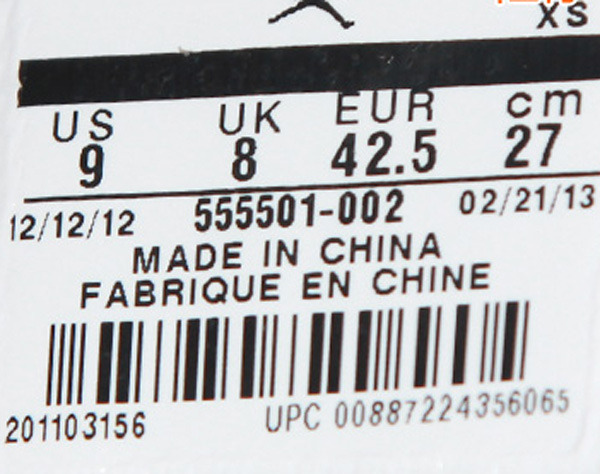 XS
US UK EUR cm
9 8 42.5 27
12/12/12 555501-002 02/21/13
MADE IN CHINA
FABRIQUE EN CHINE
201103156 UPC 00887224356065